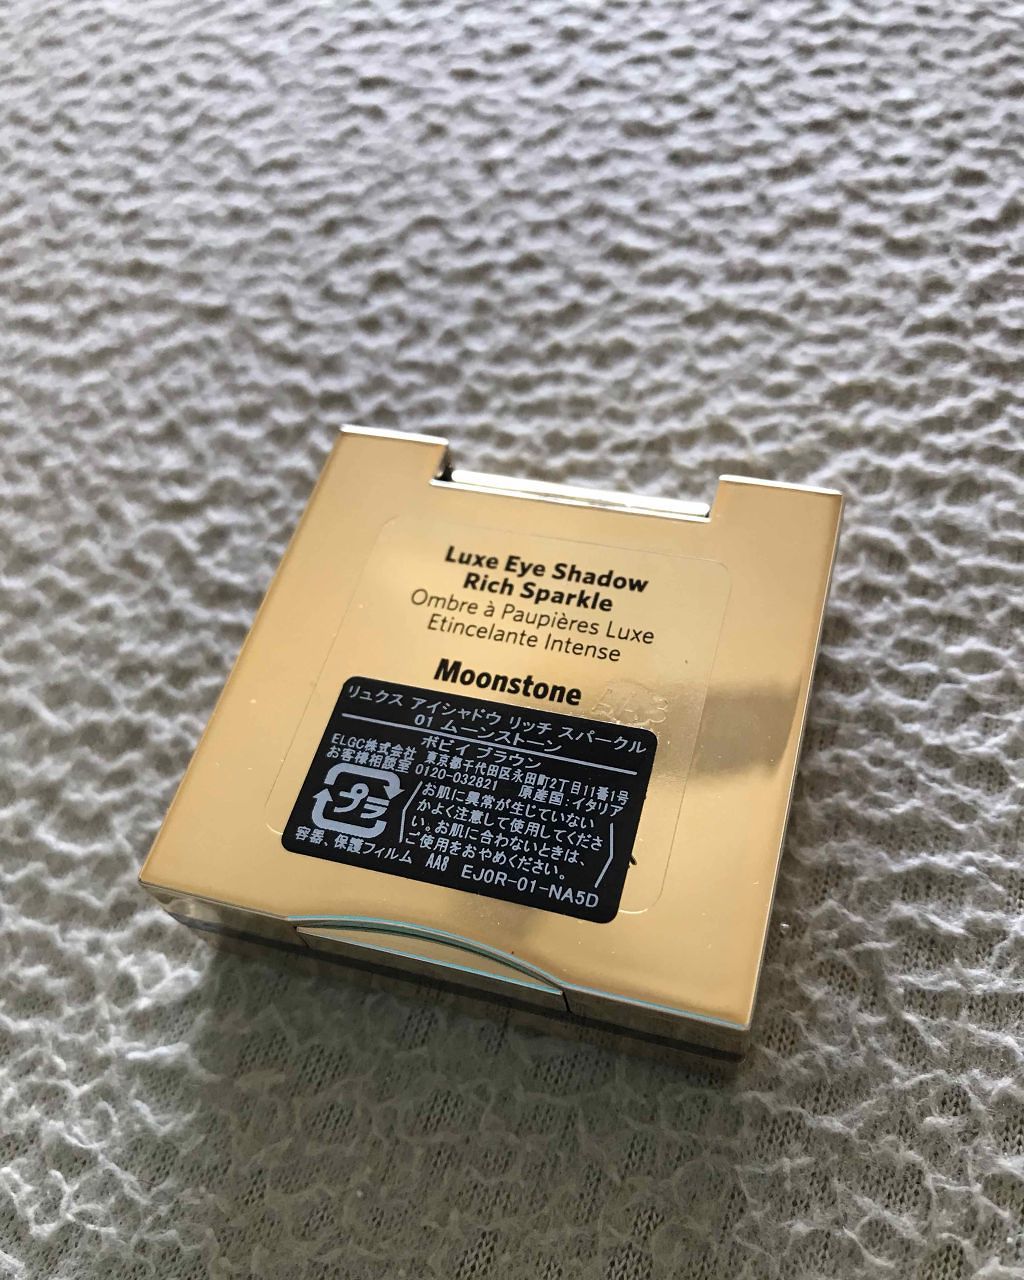 Luxe Eye Shadow
Rich Sparkle
Ombre à Paupières Luxe
Etincelante Intense
Moonstone
リュクス アイシャドウ リッチ スパークル
01 ムーンストーン
ボビイ ブラウン
ELGC株式会社 東京都千代田区永田町2丁目11番1号
お客様相談室 0120-032821 原産国:イタリア
プラ
お肌に異常が生じていない
かよく注意して使用してくださ
い。お肌に合わないときは、
ご使用をおやめください。
容器、保護フィルム AA8 EJ0R-01-NA5D